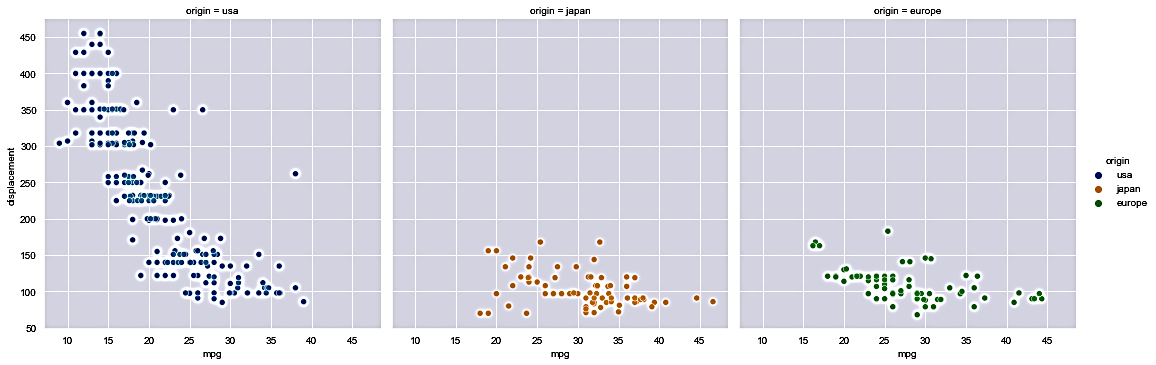 origin = usa
origin = japan
origin = europe
450
400
350
300
250
200
150
100
50
displacement
10 15 20 25 30 35 40 45
mpg
10 15 20 25 30 35 40 45
mpg
10 15 20 25 30 35 40 45
mpg
origin
usa
japan
europe